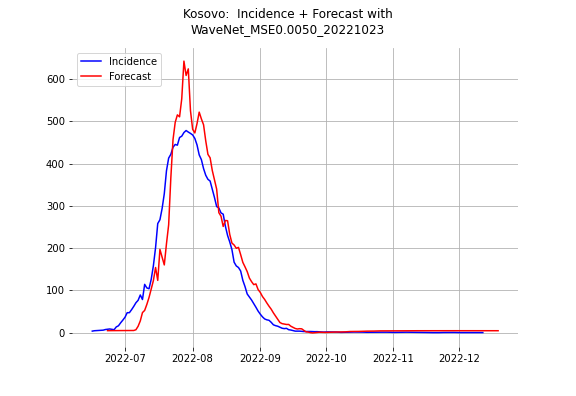 Kosovo:  Incidence + Forecast with
WaveNet_MSE0.0050_20221023
Incidence
Forecast
600
500
400
300
200
100
0
2022-07 2022-08 2022-09 2022-10 2022-11 2022-12